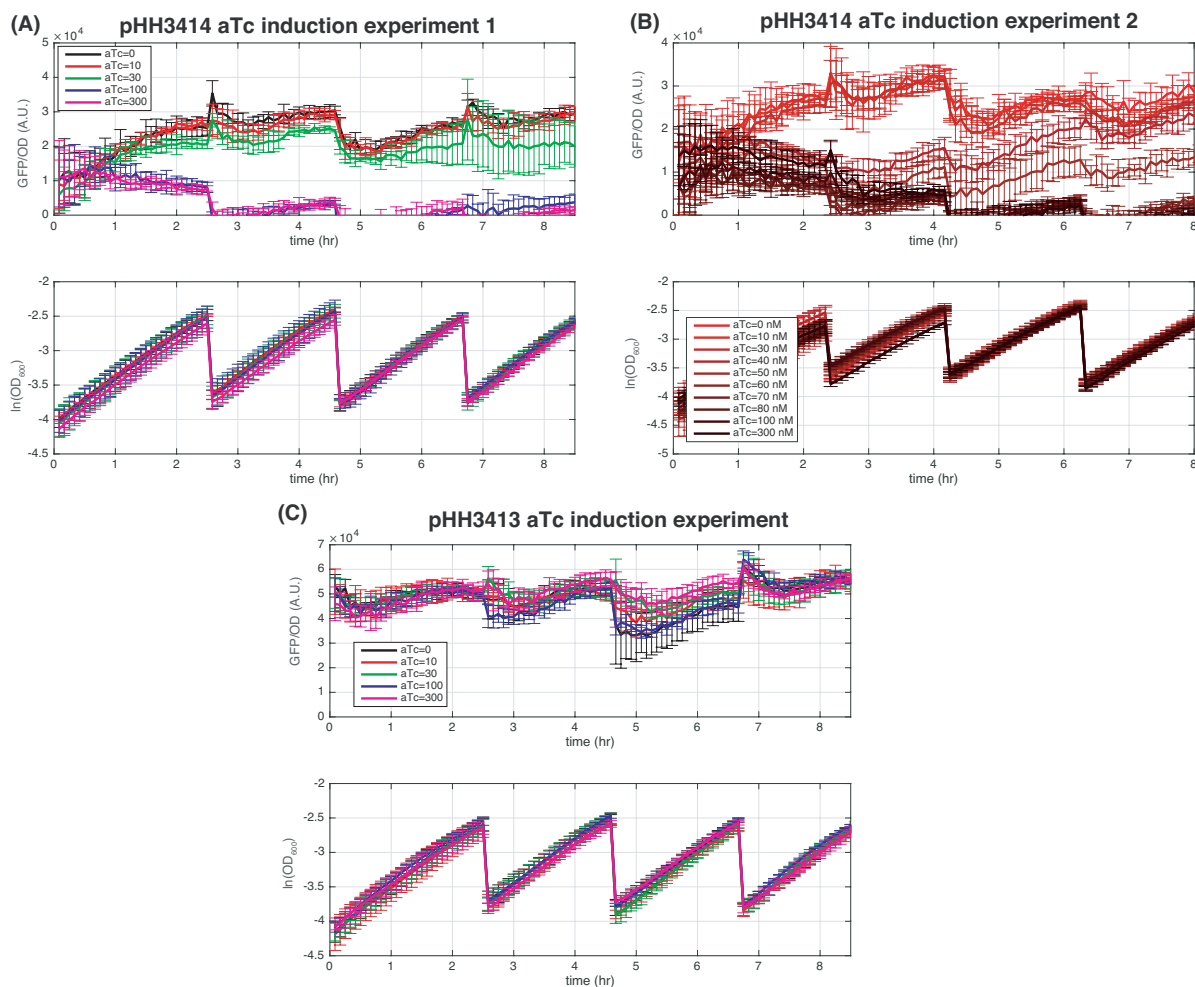 (A)
pHH3414 aTc induction experiment 1
× 10⁴
5
4
3
2
1
0
GFP/OD (A.U.)
aTc=0
aTc=10
aTc=30
aTc=100
aTc=300
0 1 2 3 4 5 6 7 8
time (hr)
-2
-2.5
-3
-3.5
-4
-4.5
ln(OD₆₀₀)
0 1 2 3 4 5 6 7 8
time (hr)
(B)
pHH3414 aTc induction experiment 2
× 10⁴
4
3
2
1
0
GFP/OD (A.U.)
0 1 2 3 4 5 6 7 8
time (hr)
-2
-2.5
-3
-3.5
-4
-4.5
-5
ln(OD₆₀₀)
aTc=0 nM
aTc=10 nM
aTc=30 nM
aTc=40 nM
aTc=50 nM
aTc=60 nM
aTc=70 nM
aTc=80 nM
aTc=100 nM
aTc=300 nM
0 1 2 3 4 5 6 7 8
time (hr)
(C)
pHH3413 aTc induction experiment
× 10⁴
7
6
5
4
3
2
1
0
GFP/OD (A.U.)
aTc=0
aTc=10
aTc=30
aTc=100
aTc=300
0 1 2 3 4 5 6 7 8
time (hr)
-2
-2.5
-3
-3.5
-4
-4.5
ln(OD₆₀₀)
0 1 2 3 4 5 6 7 8
time (hr)